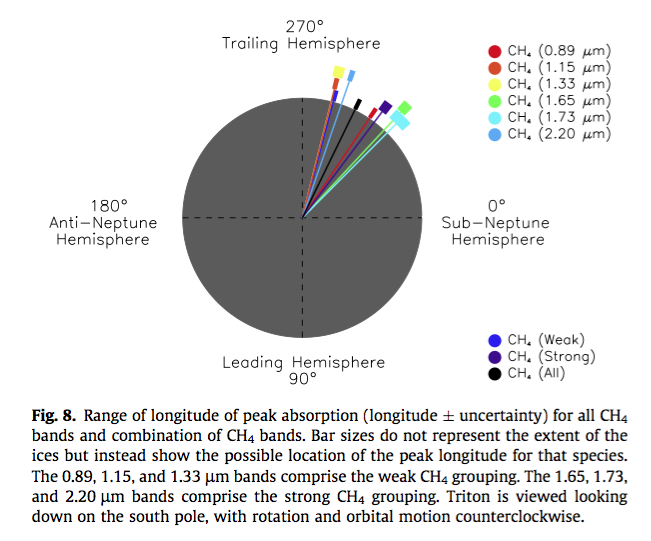 270°
Trailing Hemisphere
CH₄ (0.89 μm)
CH₄ (1.15 μm)
CH₄ (1.33 μm)
CH₄ (1.65 μm)
CH₄ (1.73 μm)
CH₄ (2.20 μm)
180°
Anti–Neptune
Hemisphere
0°
Sub–Neptune
Hemisphere
Leading Hemisphere
90°
CH₄ (Weak)
CH₄ (Strong)
CH₄ (All)
Fig. 8. Range of longitude of peak absorption (longitude ± uncertainty) for all CH₄
bands and combination of CH₄ bands. Bar sizes do not represent the extent of the
ices but instead show the possible location of the peak longitude for that species.
The 0.89, 1.15, and 1.33 μm bands comprise the weak CH₄ grouping. The 1.65, 1.73,
and 2.20 μm bands comprise the strong CH₄ grouping. Triton is viewed looking
down on the south pole, with rotation and orbital motion counterclockwise.